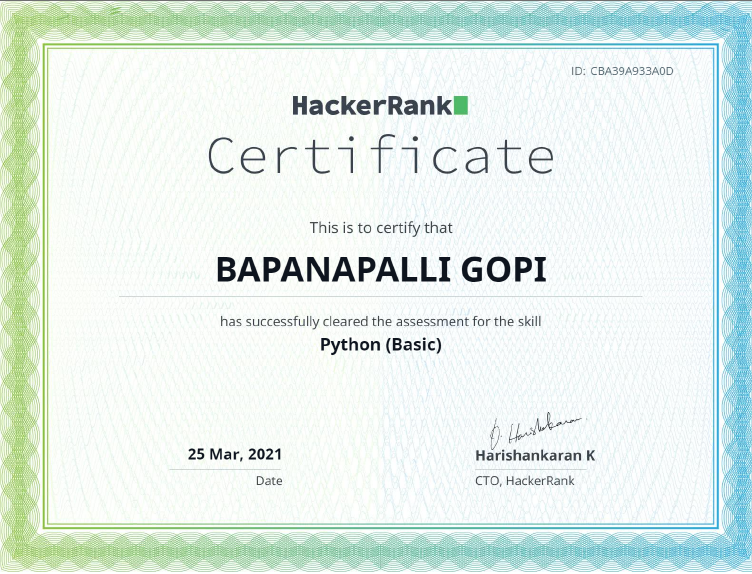 ID: CBA39A933A0D
HackerRank
Certificate
This is to certify that
BAPANAPALLI GOPI
has successfully cleared the assessment for the skill
Python (Basic)
D. Harishankaran
25 Mar, 2021
Harishankaran K
Date
CTO, HackerRank